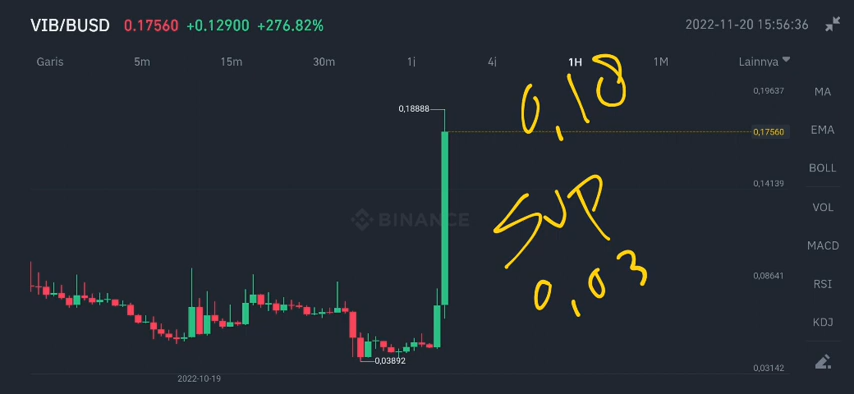 VIB/BUSD 0.17560 +0.12900 +276.82% 2022-11-20 15:56:36
Garis 5m 15m 30m 1j 4j 1H 1M Lainnya
0,19637
MA
0,18888
0,18
0,17560
EMA
BOLL
0,14139
SUP
VOL
BINANCE
MACD
0,03
0,08641
RSI
KDJ
0,03892
0,03142
2022-10-19